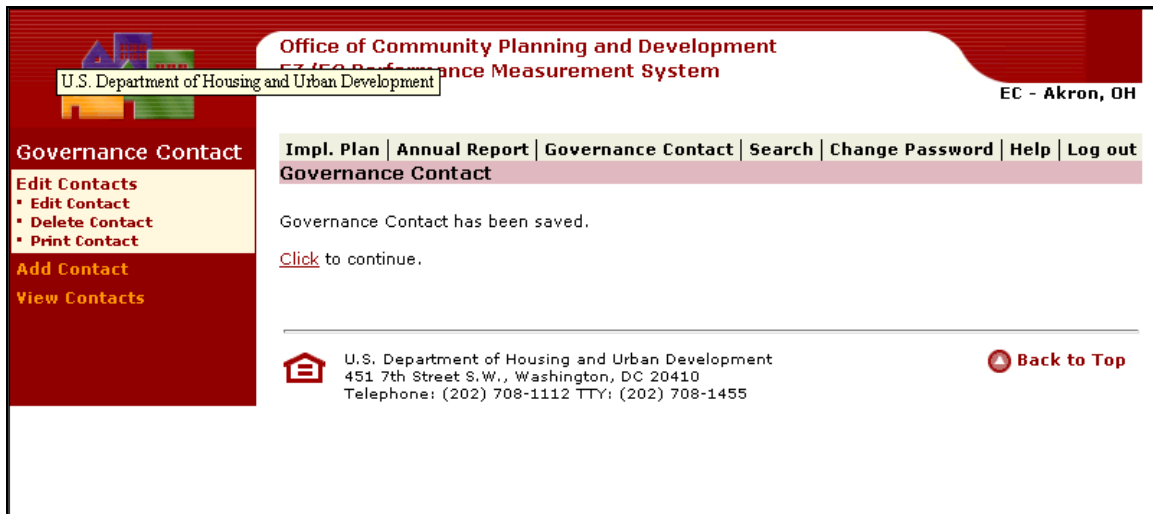 Office of Community Planning and Development
Performance Measurement System
U.S. Department of Housing and Urban Development
EC - Akron, OH
Governance Contact
Edit Contacts
▪ Edit Contact
▪ Delete Contact
▪ Print Contact
Add Contact
View Contacts
Impl. Plan | Annual Report | Governance Contact | Search | Change Password | Help | Log out
Governance Contact
Governance Contact has been saved.
Click to continue.
U.S. Department of Housing and Urban Development
451 7th Street S.W., Washington, DC 20410
Telephone: (202) 708-1112 TTY: (202) 708-1455
Back to Top